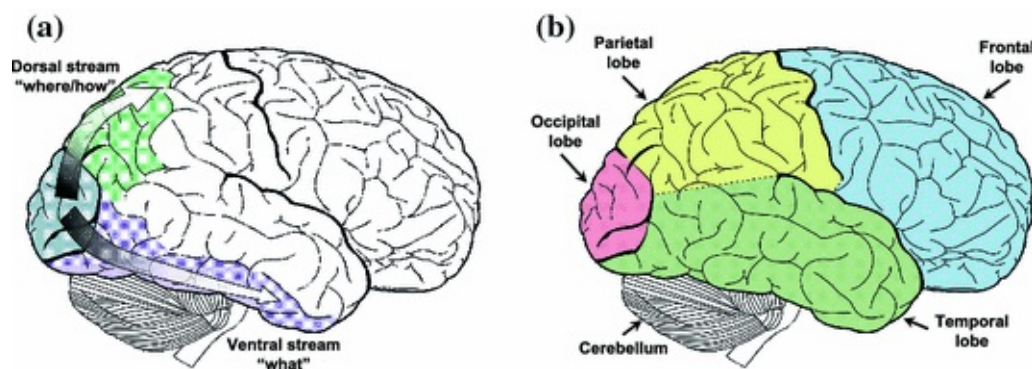 (a)
Dorsal stream
“where/how”
Ventral stream
“what”
(b)
Parietal
lobe
Frontal
lobe
Occipital
lobe
Cerebellum
Temporal
lobe